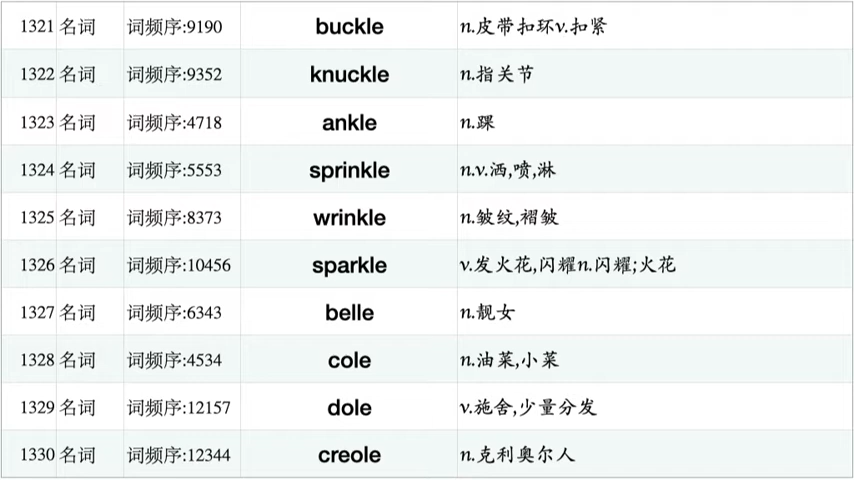 1321 名词 词频序:9190 buckle n.皮带扣环v.扣紧
1322 名词 词频序:9352 knuckle n.指关节
1323 名词 词频序:4718 ankle n.踝
1324 名词 词频序:5553 sprinkle n.v.洒,喷,淋
1325 名词 词频序:8373 wrinkle n.皱纹,褶皱
1326 名词 词频序:10456 sparkle v.发火花,闪耀n.闪耀;火花
1327 名词 词频序:6343 belle n.靓女
1328 名词 词频序:4534 cole n.油菜,小菜
1329 名词 词频序:12157 dole v.施舍,少量分发
1330 名词 词频序:12344 creole n.克利奥尔人